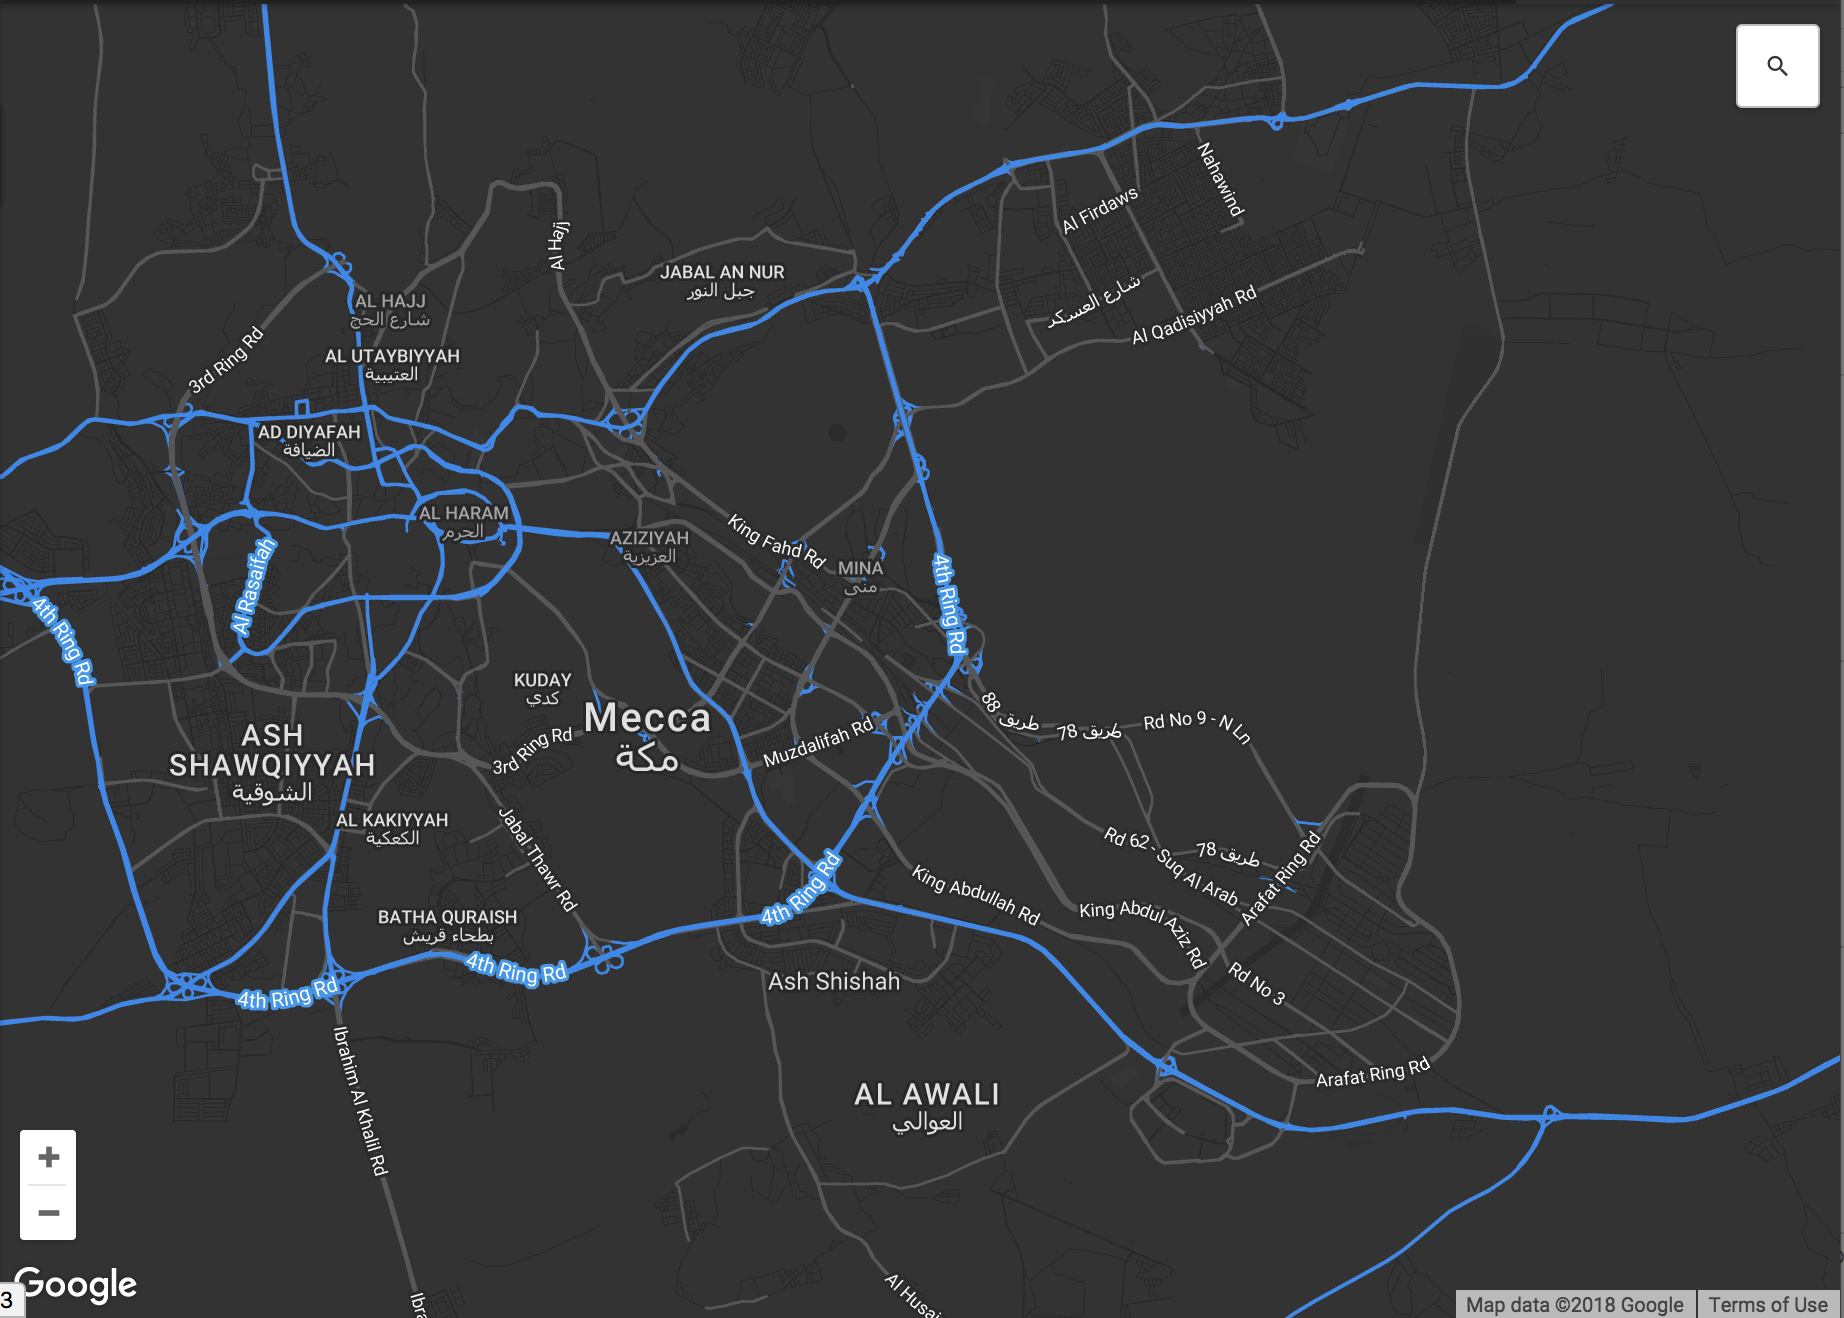 Nahawind
Al Firdaws
Al Hajj
JABAL AN NUR
جبل النور
AL HAJJ
شارع الحج
شارع العسكر
Al Qadisiyyah Rd
3rd Ring Rd
AL UTAYBIYYAH
العتيبية
AD DIYAFAH
الضيافة
AL HARAM
الحرم
King Fahd Rd
AZIZIYAH
العزيزية
MINA
منى
Al Rasaifah
4th Ring Rd
4th Ring Rd
KUDAY
كدي
Mecca
مكة
طريق 88
طريق 78
Rd No 9 - N Ln
ASH
SHAWQIYYAH
الشوقية
3rd Ring Rd
Muzdalifah Rd
AL KAKIYYAH
الكعكية
Jabal Thawr Rd
Rd 62 - Suq Al Arab
طريق 78
Arafat Ring Rd
4th Ring Rd
King Abdullah Rd
King Abdul Aziz Rd
BATHA QURAISH
بطحاء قريش
4th Ring Rd
4th Ring Rd
Ash Shishah
Rd No 3
Ibrahim Al Khalil Rd
Arafat Ring Rd
AL AWALI
العوالي
+
−
Google
3
Ibra
Al Husai
Map data ©2018 Google
Terms of Use